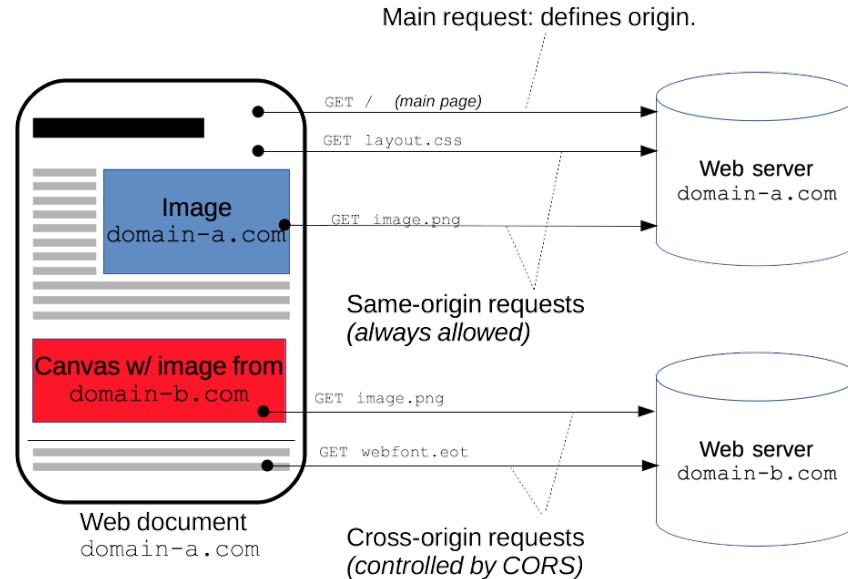 Main request: defines origin.
GET / (main page)
GET layout.css
Web server
domain-a.com
Image
domain-a.com
GET image.png
Same-origin requests
(always allowed)
Canvas w/ image from
domain-b.com
GET image.png
GET webfont.eot
Web server
domain-b.com
Web document
domain-a.com
Cross-origin requests
(controlled by CORS)